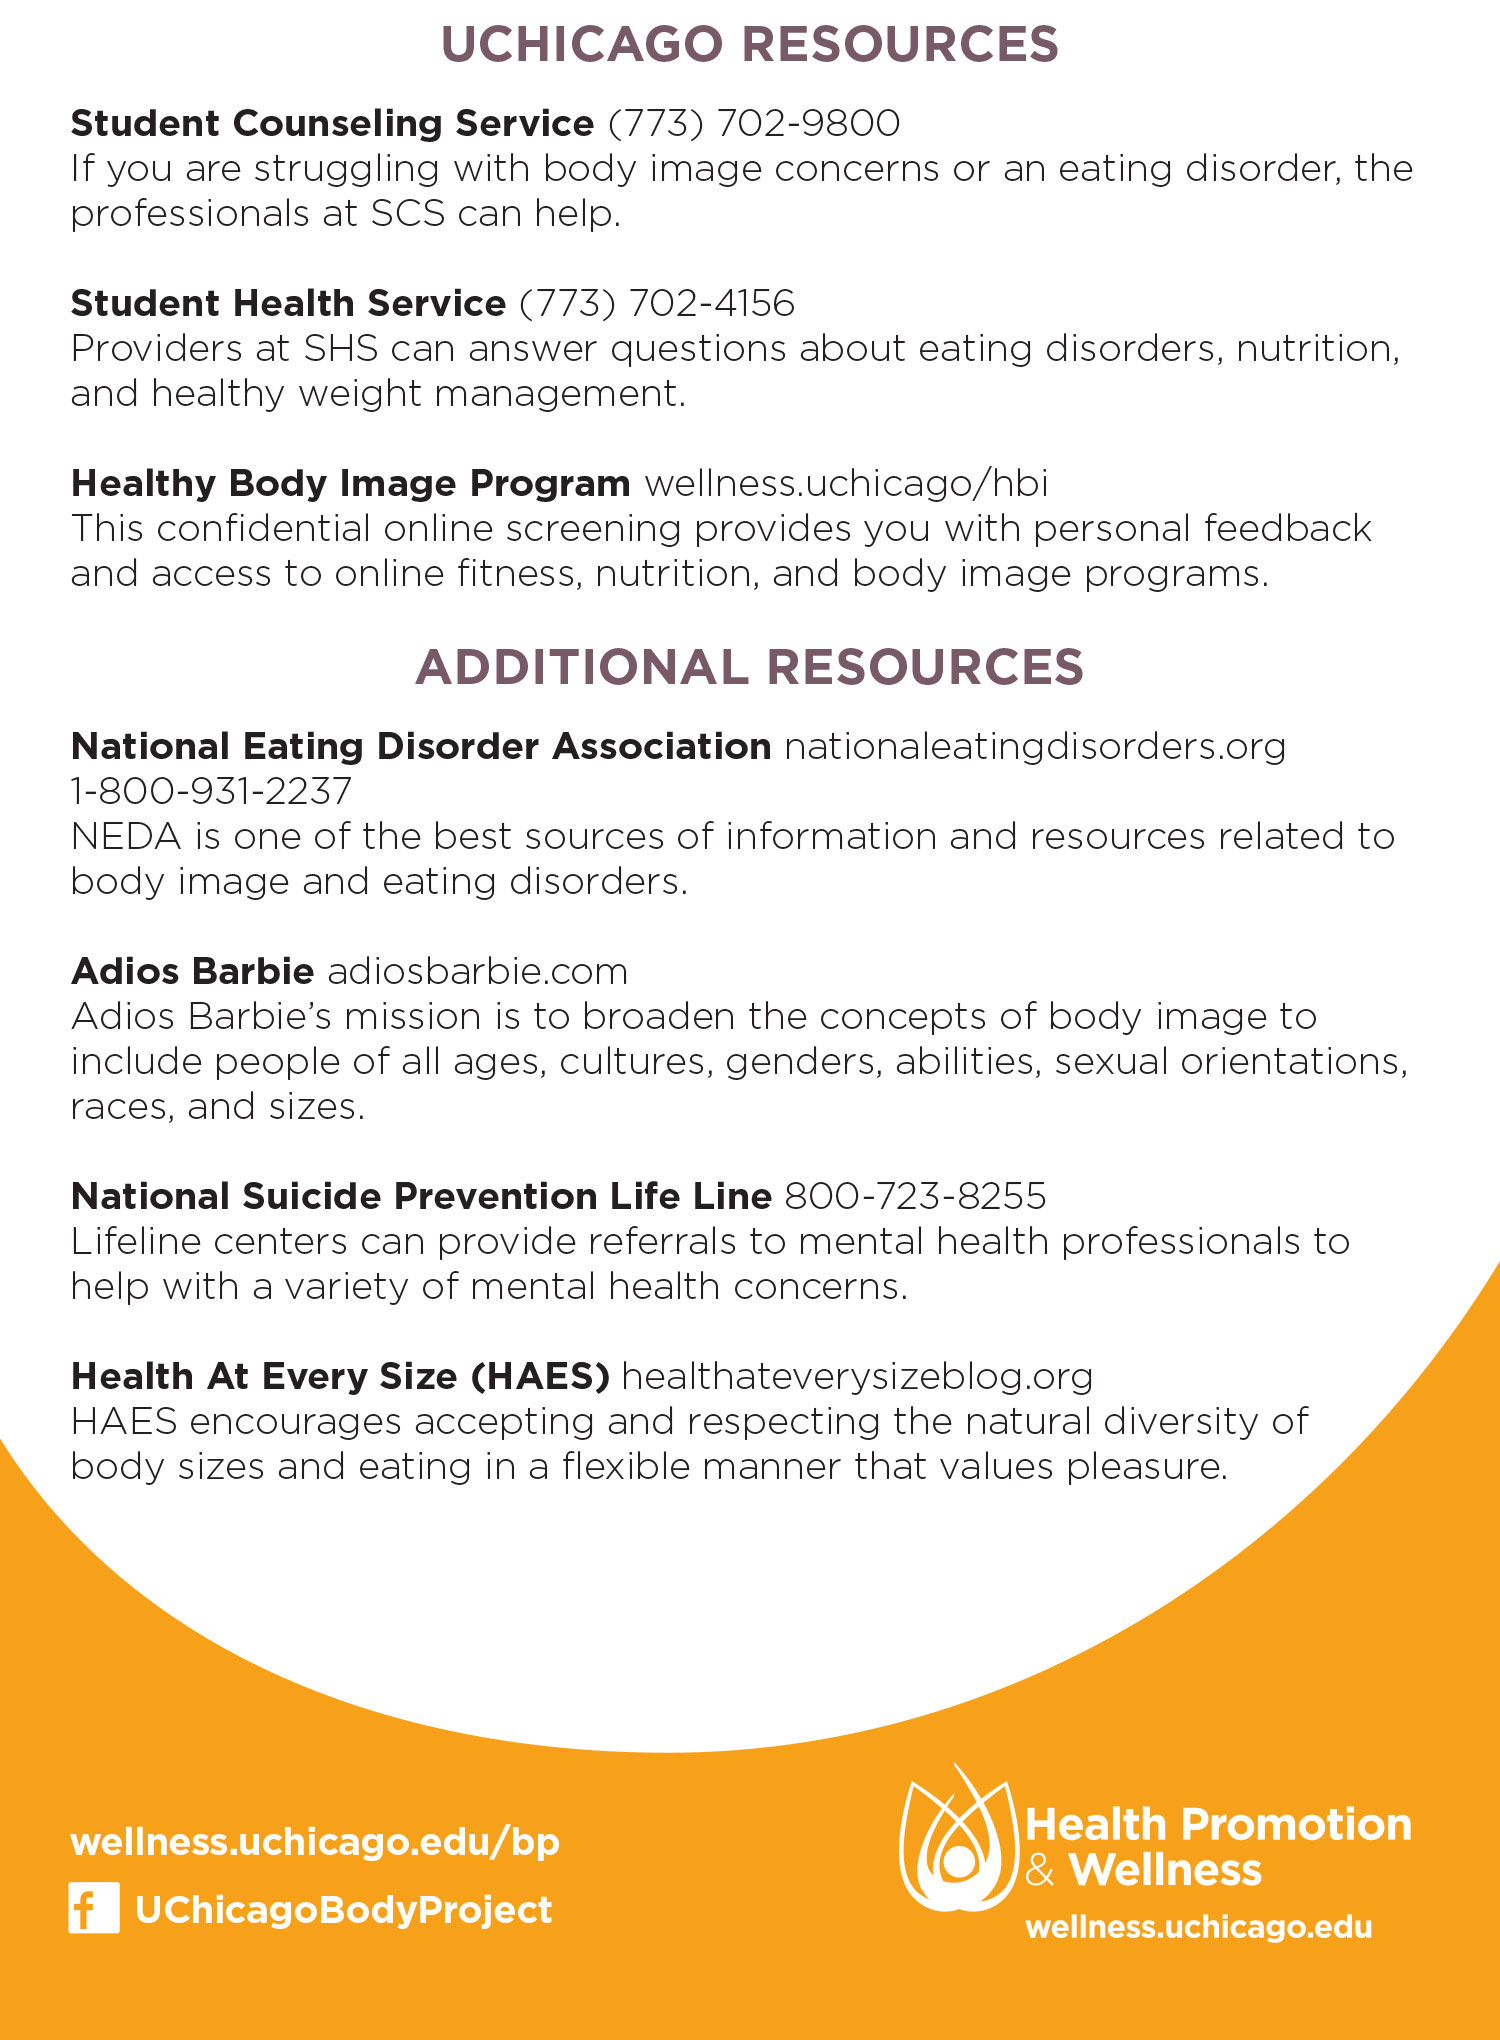 UCHICAGO RESOURCES
Student Counseling Service (773) 702-9800
If you are struggling with body image concerns or an eating disorder, the
professionals at SCS can help.
Student Health Service (773) 702-4156
Providers at SHS can answer questions about eating disorders, nutrition,
and healthy weight management.
Healthy Body Image Program wellness.uchicago/hbi
This confidential online screening provides you with personal feedback
and access to online fitness, nutrition, and body image programs.
ADDITIONAL RESOURCES
National Eating Disorder Association nationaleatingdisorders.org
1-800-931-2237
NEDA is one of the best sources of information and resources related to
body image and eating disorders.
Adios Barbie adiosbarbie.com
Adios Barbie’s mission is to broaden the concepts of body image to
include people of all ages, cultures, genders, abilities, sexual orientations,
races, and sizes.
National Suicide Prevention Life Line 800-723-8255
Lifeline centers can provide referrals to mental health professionals to
help with a variety of mental health concerns.
Health At Every Size (HAES) healthateverysizeblog.org
HAES encourages accepting and respecting the natural diversity of
body sizes and eating in a flexible manner that values pleasure.
wellness.uchicago.edu/bp
f UChicagoBodyProject
Health Promotion
& Wellness
wellness.uchicago.edu